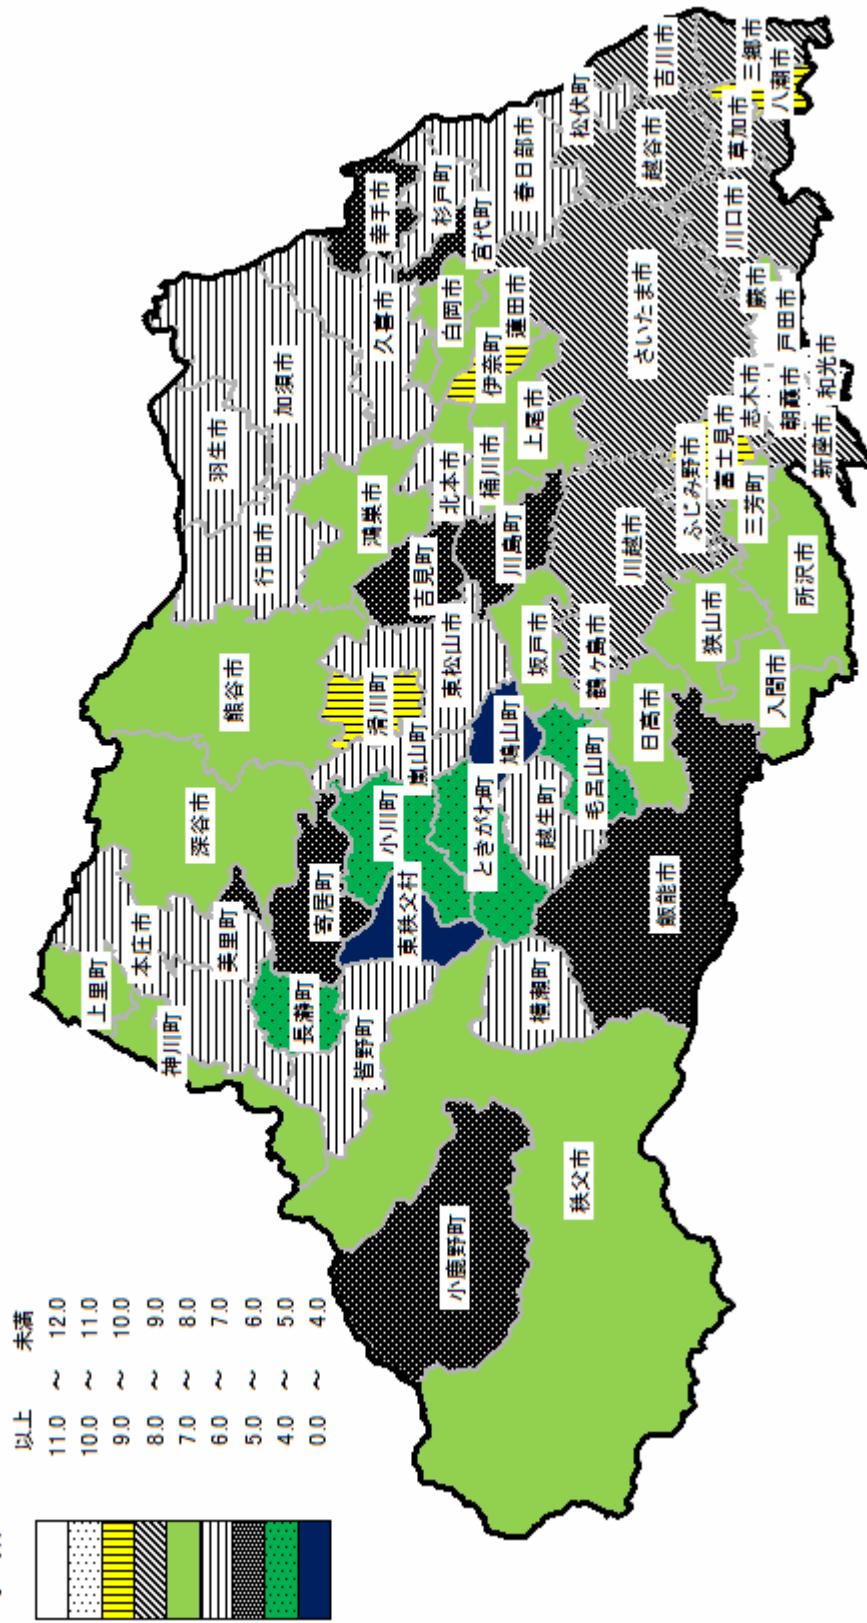 以上 未満
11.0 ～ 12.0
10.0 ～ 11.0
9.0 ～ 10.0
8.0 ～ 9.0
7.0 ～ 8.0
6.0 ～ 7.0
5.0 ～ 6.0
4.0 ～ 5.0
0.0 ～ 4.0
上里町
神川町
本庄市
美里町
深谷市
熊谷市
寄居町
長瀞町
皆野町
小鹿野町
秩父市
横瀬町
東秩父村
小川町
ときがわ町
嵐山町
滑川町
東松山市
鳩山町
越生町
毛呂山町
飯能市
日高市
坂戸市
鶴ヶ島市
川越市
狭山市
入間市
所沢市
三芳町
ふじみ野市
富士見市
志木市
新座市
朝霞市
和光市
戸田市
蕨市
川口市
さいたま市
草加市
八潮市
三郷市
吉川市
越谷市
松伏町
春日部市
宮代町
杉戸町
幸手市
久喜市
白岡市
蓮田市
伊奈町
上尾市
桶川市
北本市
川島町
吉見町
鴻巣市
行田市
羽生市
加須市